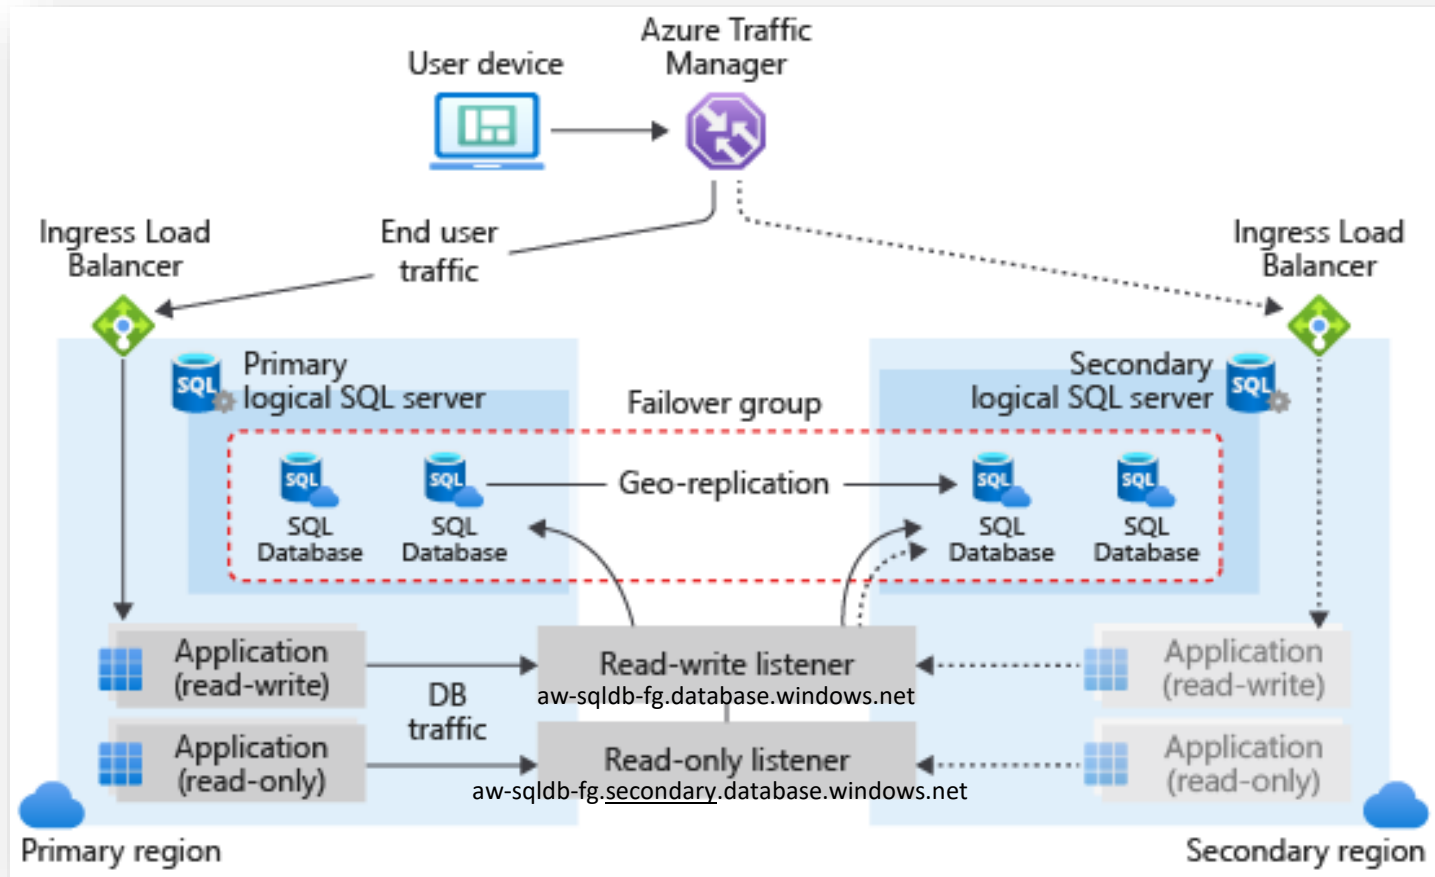 Azure Traffic
Manager
User device
Ingress Load
Balancer
End user
traffic
Ingress Load
Balancer
Primary
logical SQL server
SQL
Failover group
Secondary
logical SQL server
SQL
SQL
SQL
Database
SQL
SQL
Database
Geo-replication
SQL
SQL
Database
SQL
SQL
Database
Application
(read-write)
DB
traffic
Read-write listener
aw-sqldb-fg.database.windows.net
Application
(read-write)
Application
(read-only)
Read-only listener
aw-sqldb-fg.secondary.database.windows.net
Application
(read-only)
Primary region
Secondary region